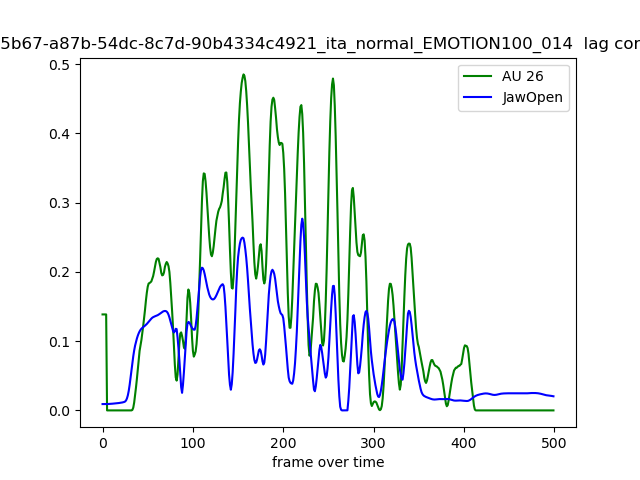 5b67-a87b-54dc-8c7d-90b4334c4921_ita_normal_EMOTION100_014 lag cor
AU 26
JawOpen
0.5
0.4
0.3
0.2
0.1
0.0
0 100 200 300 400 500
frame over time